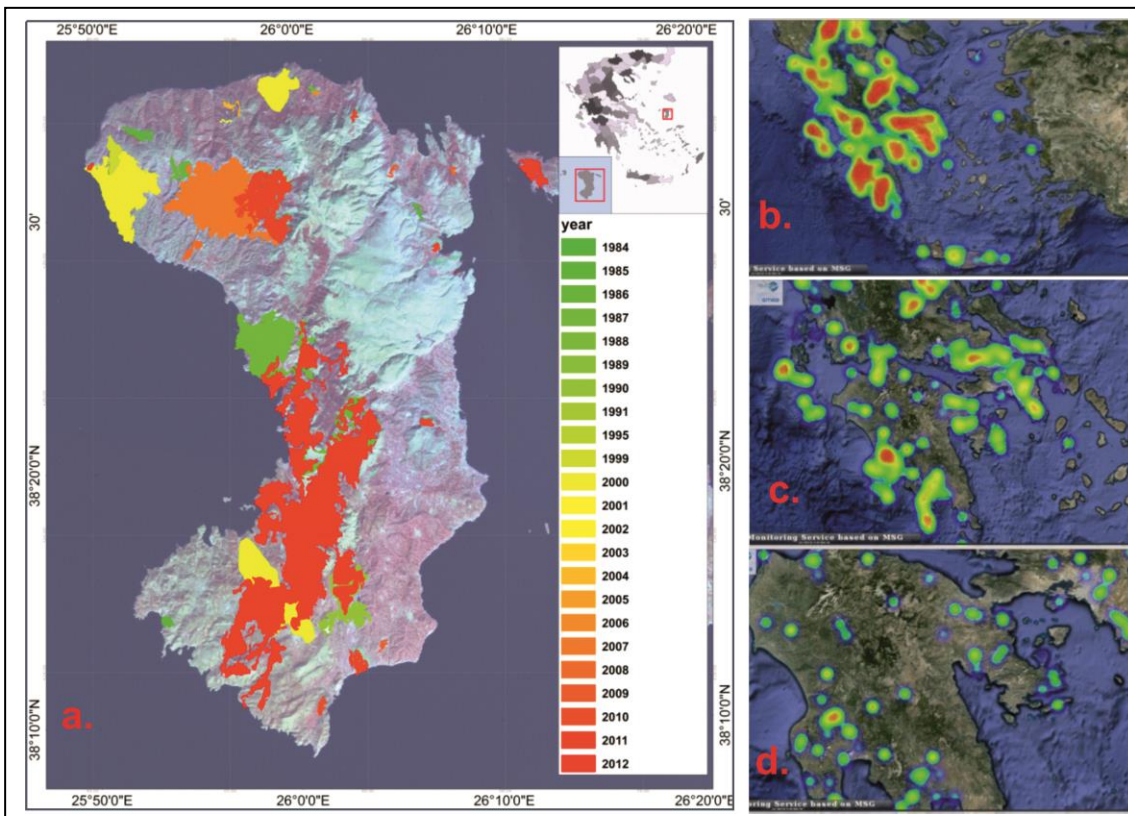 25°50'0"E
26°00'0"E
26°10'0"E
26°20'0"E
30'
38°20'0"N
38°10'0"N
a.
year
1984
1985
1986
1987
1988
1989
1990
1991
1995
1999
2000
2001
2002
2003
2004
2005
2006
2007
2008
2009
2010
2011
2012
30'
38°20'0"N
38°10'0"N
25°50'0"E
26°00'0"E
26°10'0"E
26°20'0"E
b.
Service based on MSG
c.
onitoring Service based on MSG
d.
ring Service based on MSG